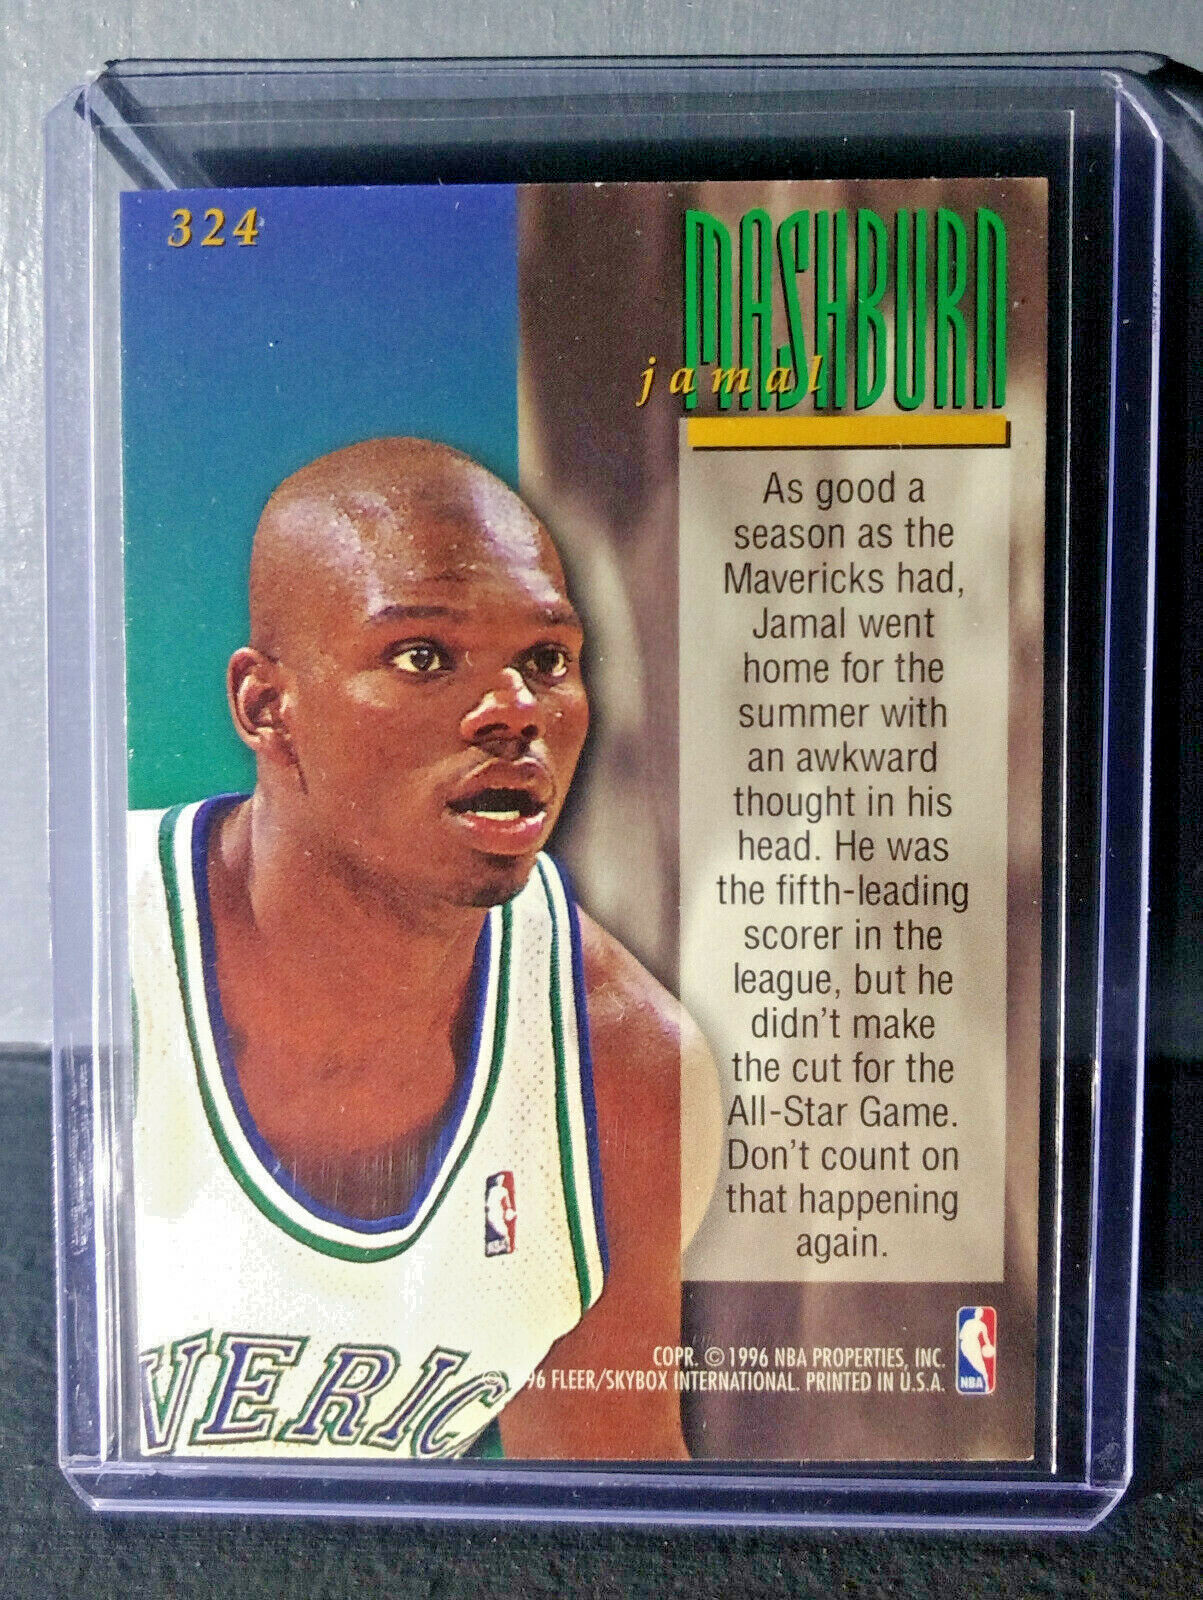 324
MASHBURN
jamal
As good a
season as the
Mavericks had,
Jamal went
home for the
summer with
an awkward
thought in his
head. He was
the fifth-leading
scorer in the
league, but he
didn't make
the cut for the
All-Star Game.
Don't count on
that happening
again.
COPR. © 1996 NBA PROPERTIES, INC.
96 FLEER/SKYBOX INTERNATIONAL. PRINTED IN U.S.A.
NBA
NBA
VERIC